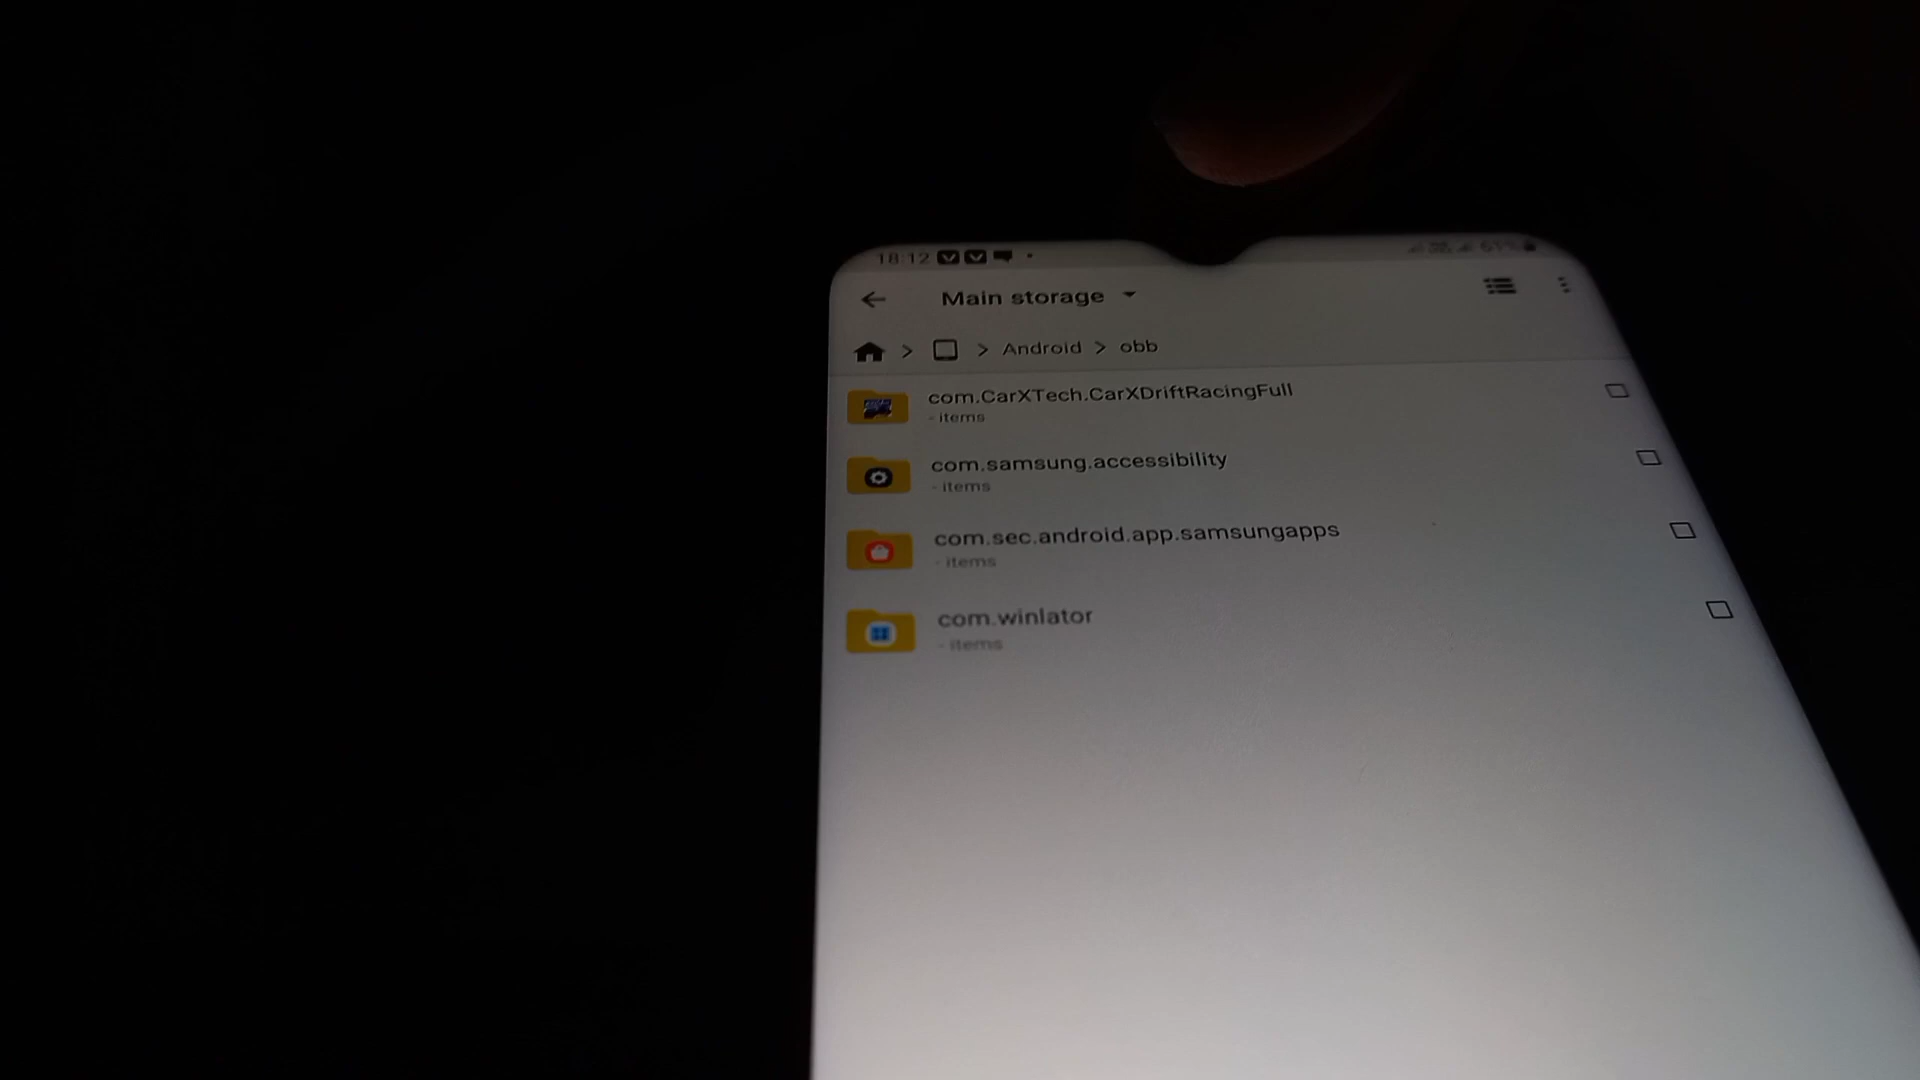 18:12
Main storage
Android > obb
com.CarXTech.CarXDriftRacingFull
- items
com.samsung.accessibility
- items
com.sec.android.app.samsungapps
- items
com.winlator
- items